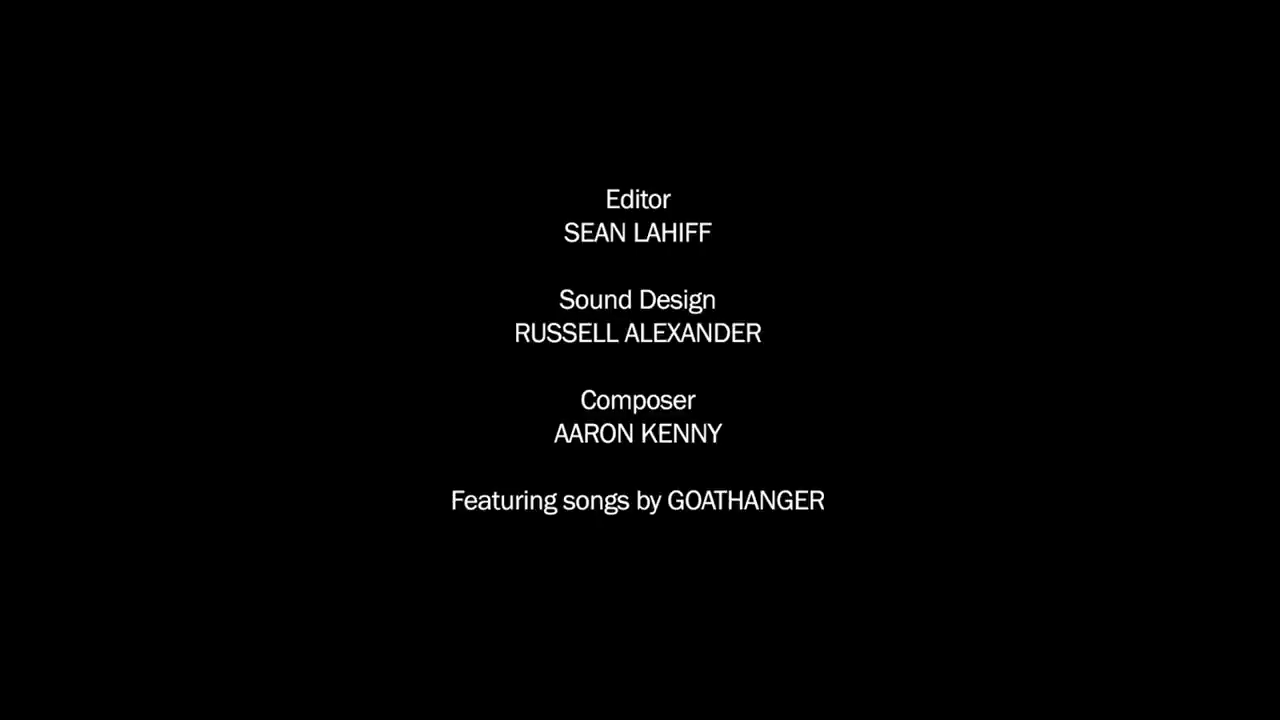 Editor
SEAN LAHIFF
Sound Design
RUSSELL ALEXANDER
Composer
AARON KENNY
Featuring songs by GOATHANGER